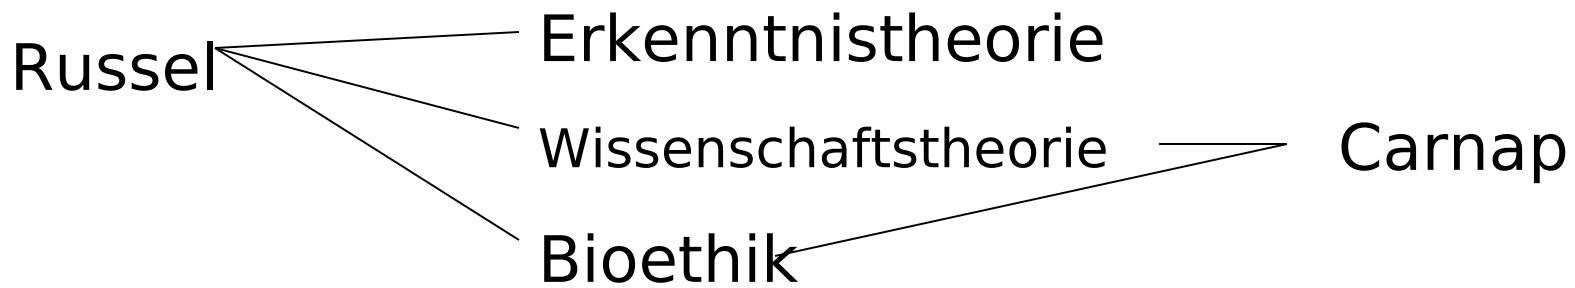 Russel
Erkenntnistheorie
Wissenschaftstheorie
Carnap
Bioethik